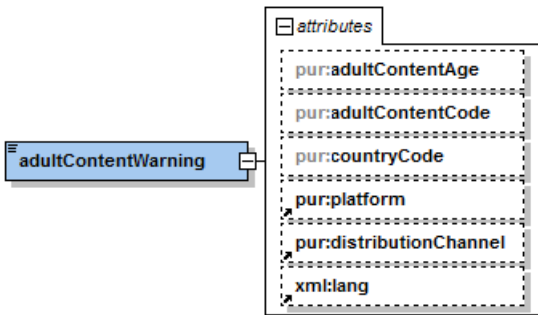 attributes
pur:adultContentAge
pur:adultContentCode
adultContentWarning
pur:countryCode
pur:platform
pur:distributionChannel
xml:lang